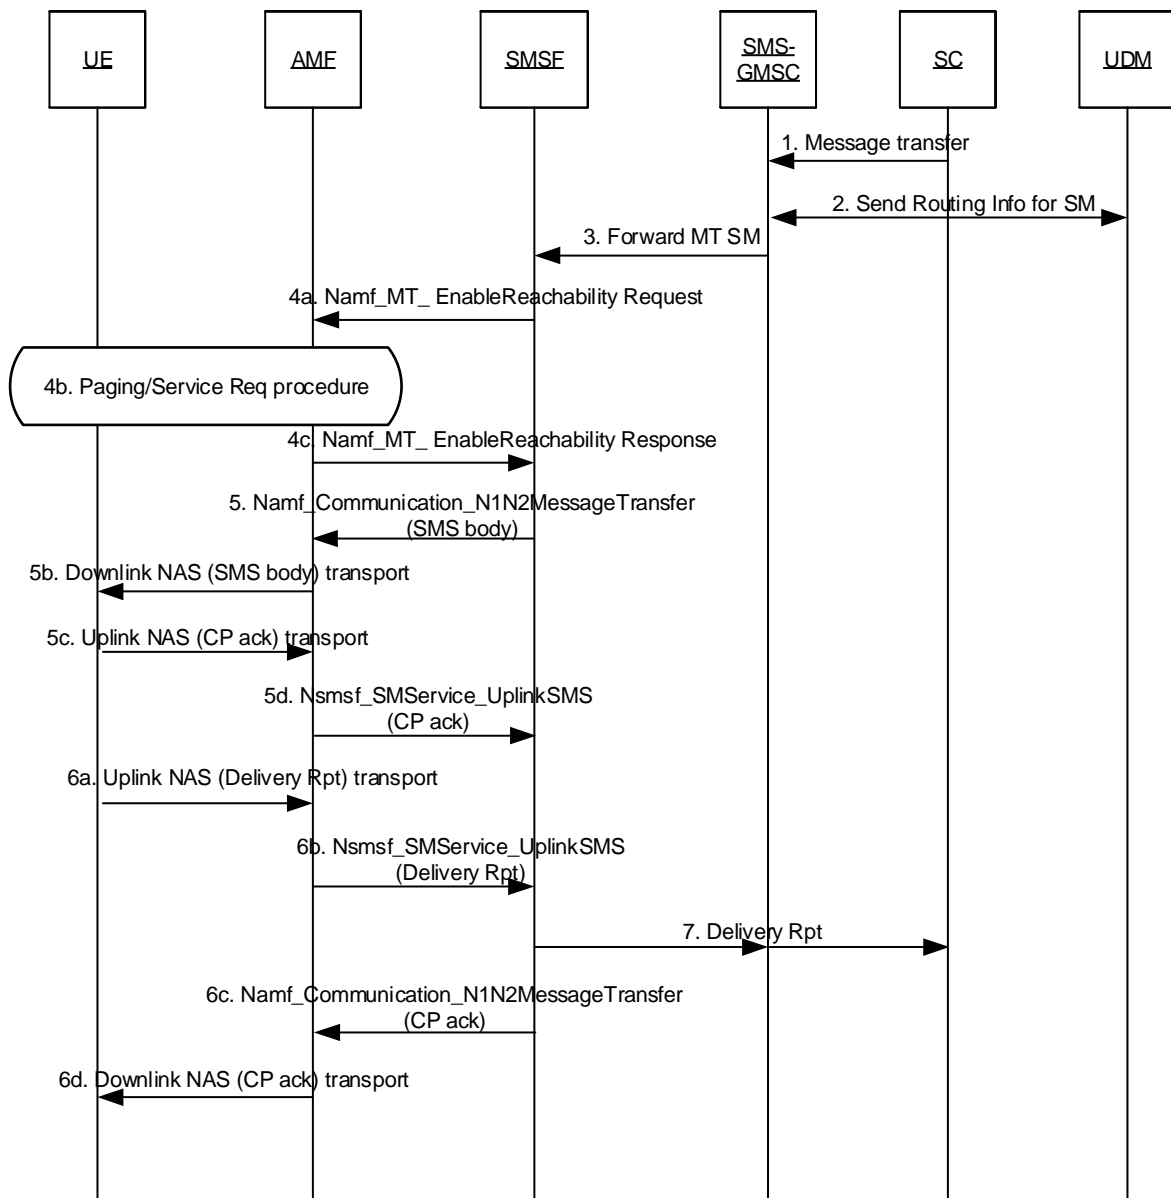 UE
AMF
SMSF
SMS-
GMSC
SC
UDM
1. Message transfer
2. Send Routing Info for SM
3. Forward MT SM
4a. Namf_MT_ EnableReachability Request
4b. Paging/Service Req procedure
4c. Namf_MT_ EnableReachability Response
5. Namf_Communication_N1N2MessageTransfer
(SMS body)
5b. Downlink NAS (SMS body) transport
5c. Uplink NAS (CP ack) transport
5d. Nsmsf_SMService_UplinkSMS
(CP ack)
6a. Uplink NAS (Delivery Rpt) transport
6b. Nsmsf_SMService_UplinkSMS
(Delivery Rpt)
7. Delivery Rpt
6c. Namf_Communication_N1N2MessageTransfer
(CP ack)
6d. Downlink NAS (CP ack) transport